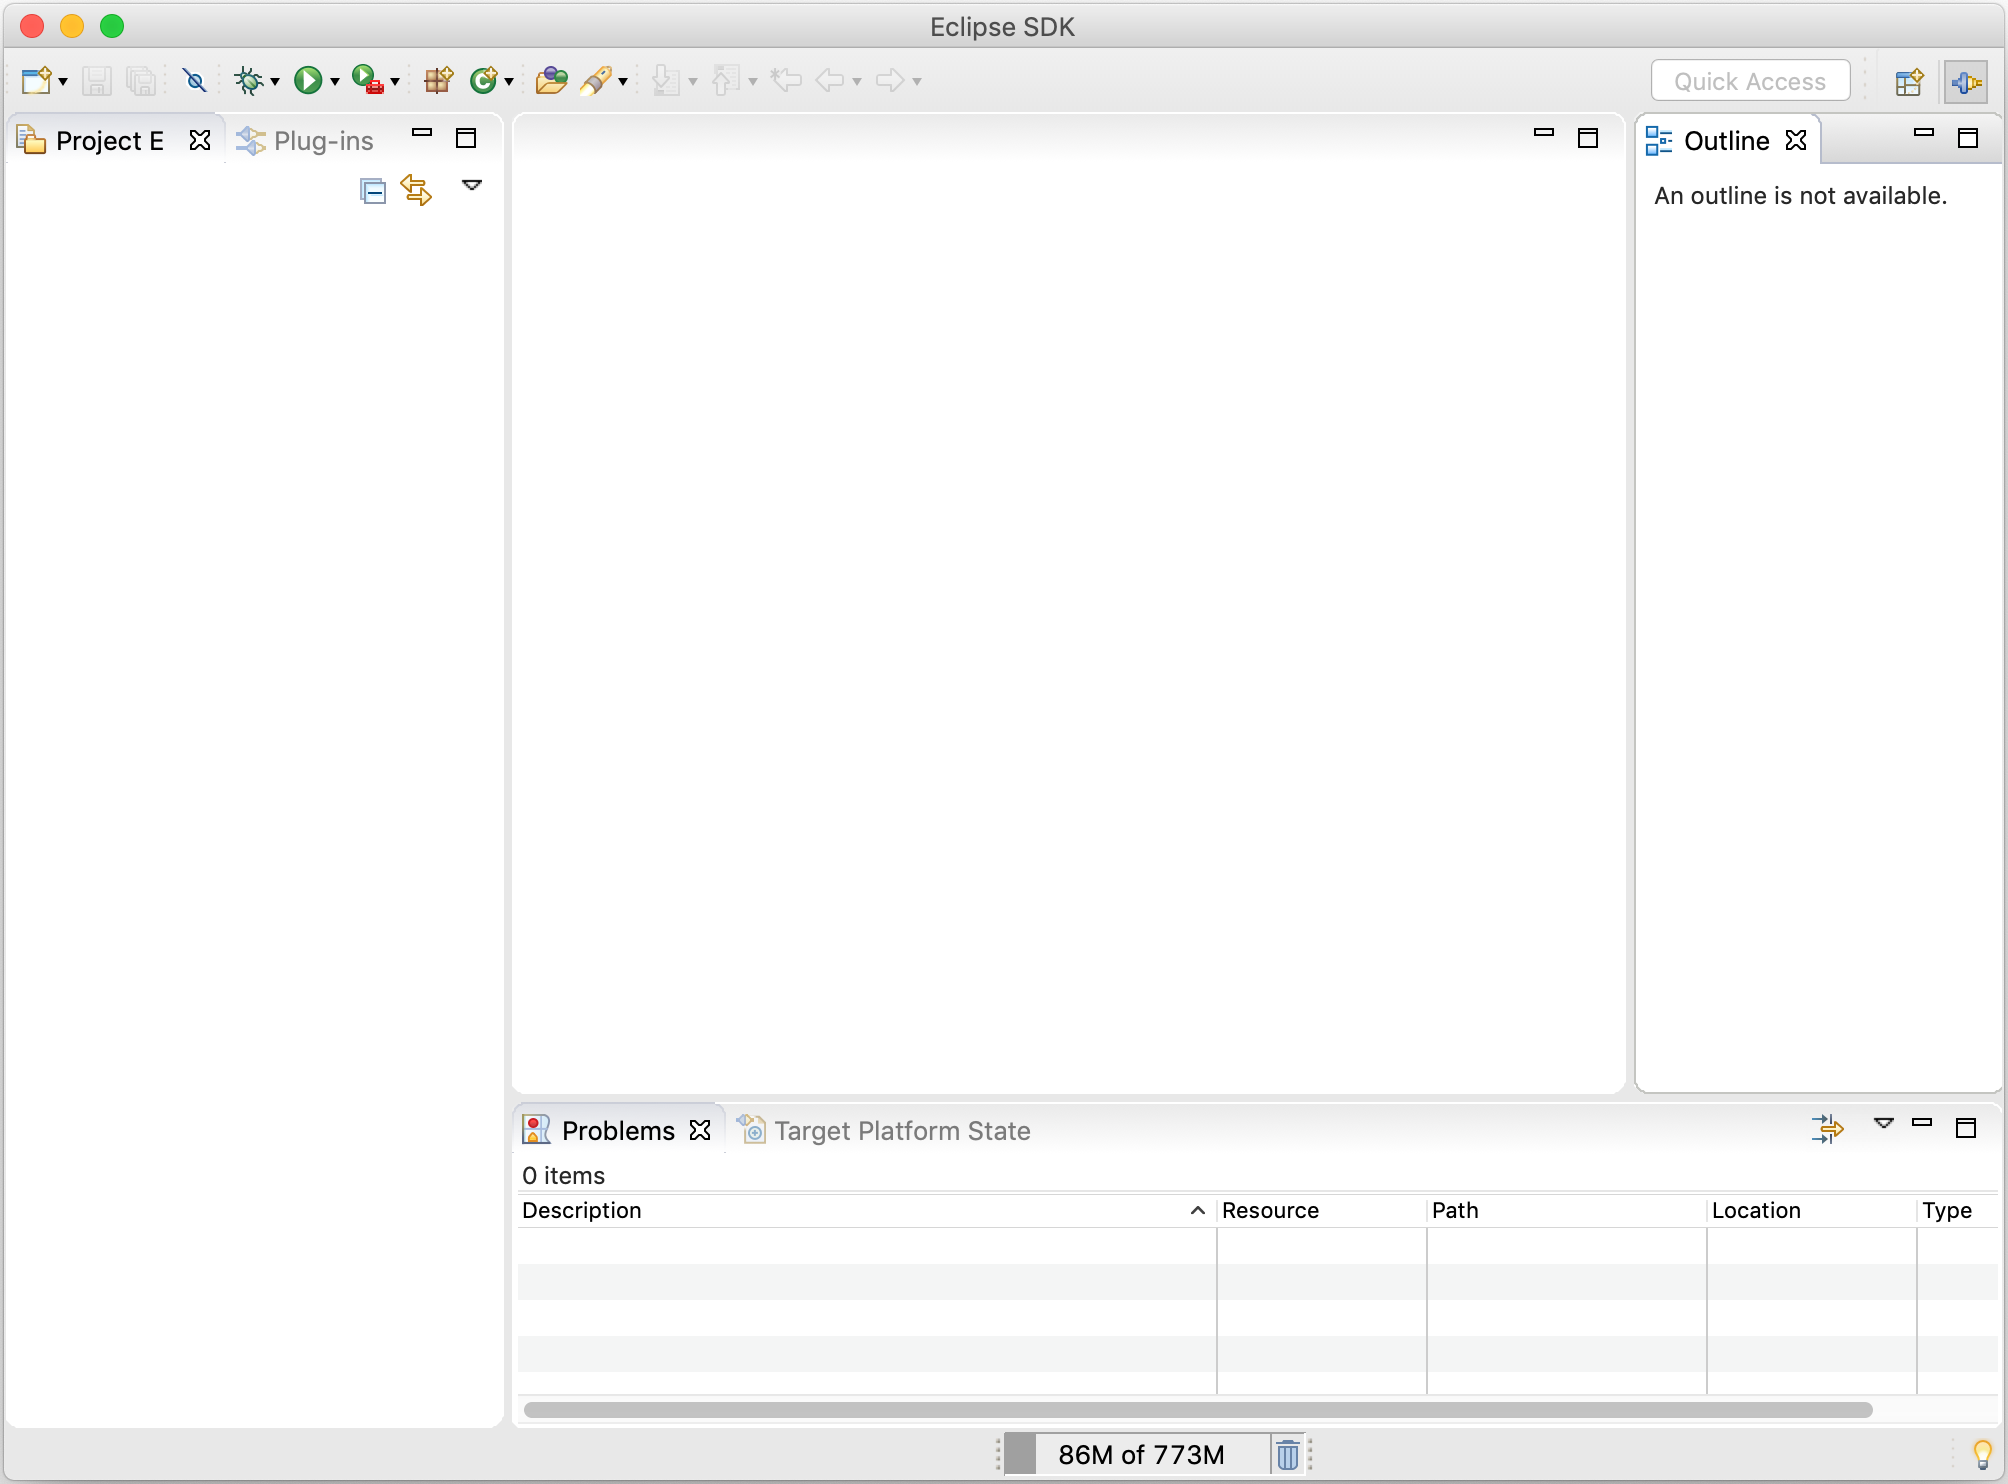 Eclipse SDK
Quick Access
Project E
Plug-ins
Outline
An outline is not available.
Problems
Target Platform State
0 items
Description
Resource
Path
Location
Type
86M of 773M